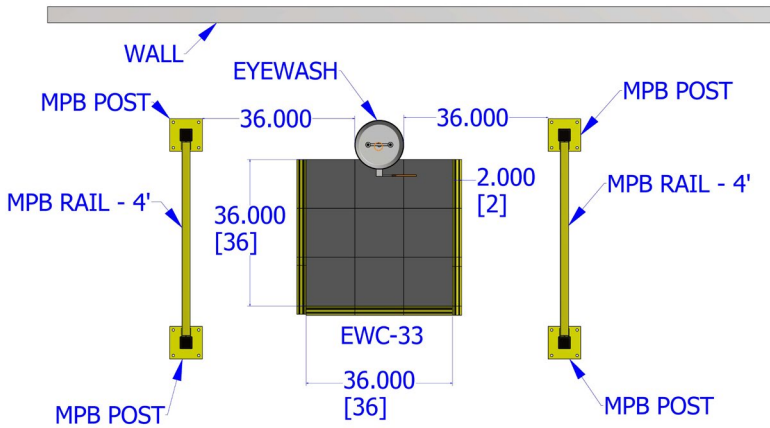 WALL
EYEWASH
MPB POST
MPB POST
36.000
36.000
MPB RAIL - 4'
2.000
[2]
MPB RAIL - 4'
36.000
[36]
EWC-33
36.000
[36]
MPB POST
MPB POST